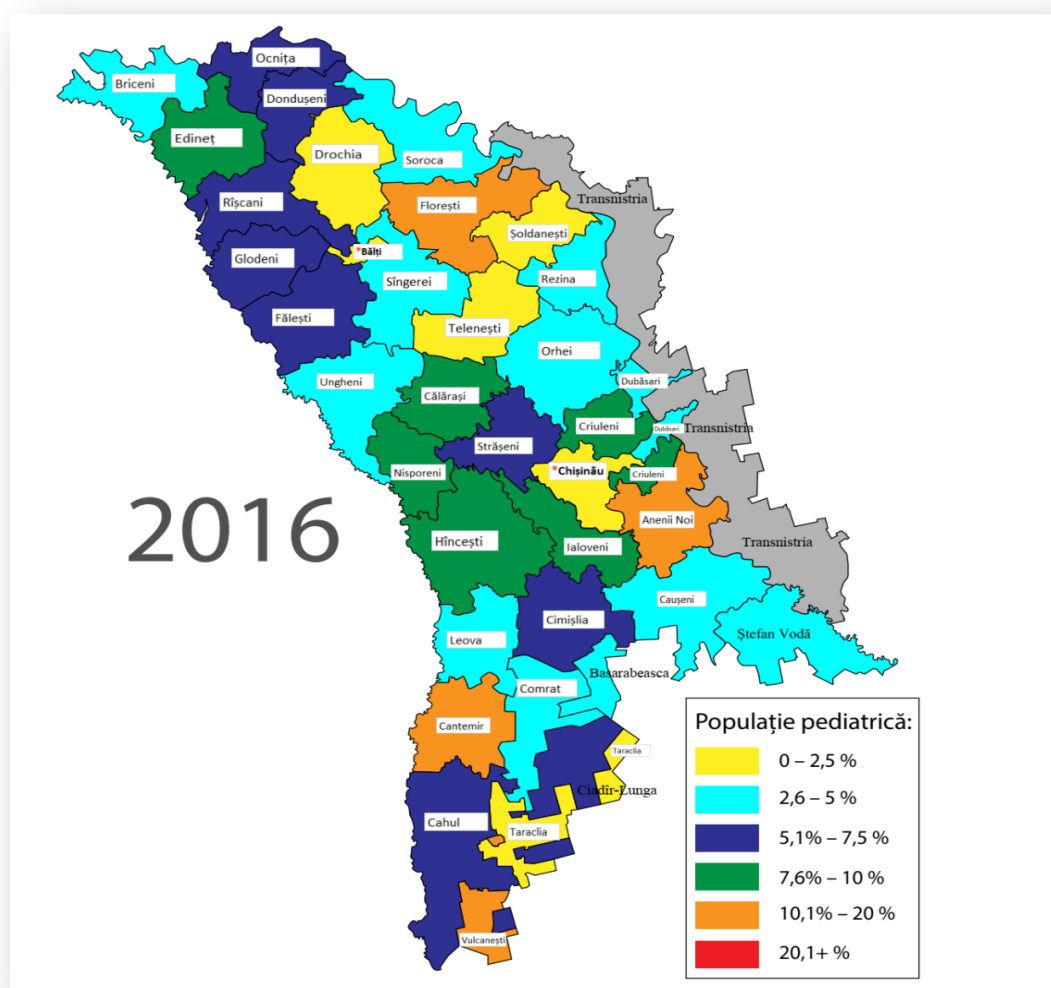 Ocnița
Briceni
Dondușeni
Edineț
Drochia
Soroca
Transnistria
Rîșcani
Florești
Șoldanești
*Bălți
Glodeni
Sîngerei
Rezina
Fălești
Telenești
Orhei
Ungheni
Dubăsari
Călărași
Criuleni
Dubăsari
Transnistria
Strășeni
*Chișinău
Nisporeni
Criuleni
2016
Anenii Noi
Hîncești
Ialoveni
Transnistria
Caușeni
Cimișlia
Leova
Ștefan Vodă
Basarabeasca
Comrat
Cantemir
Taraclia
Ciadîr-Lunga
Cahul
Taraclia
Vulcanești
Populație pediatrică:
0 – 2,5 %
2,6 – 5 %
5,1% – 7,5 %
7,6% – 10 %
10,1% – 20 %
20,1+ %